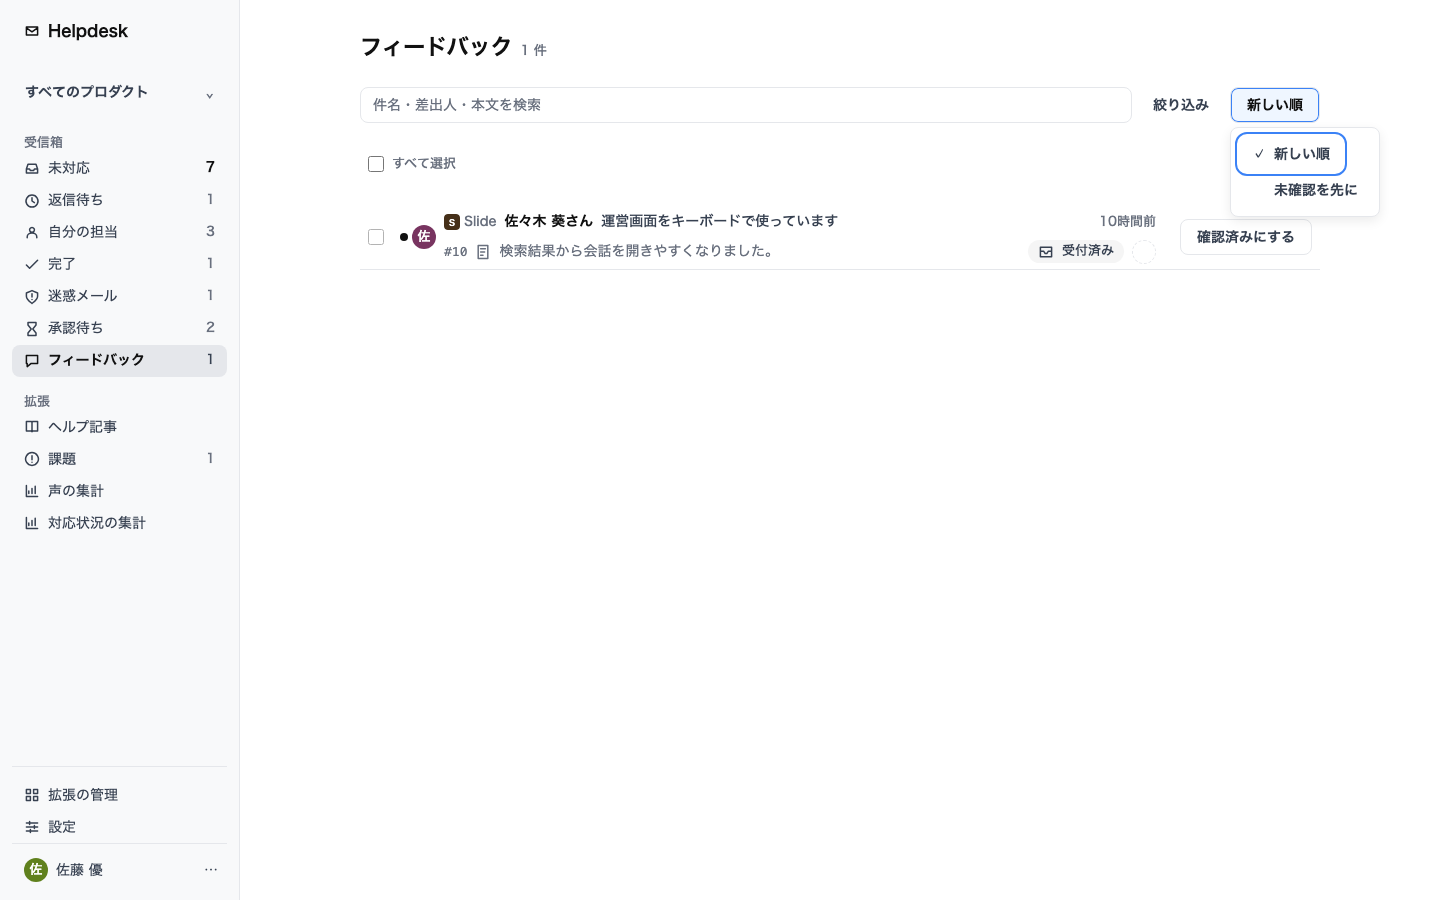 Helpdesk
すべてのプロダクト
受信箱
未対応 7
返信待ち 1
自分の担当 3
完了 1
迷惑メール 1
承認待ち 2
フィードバック 1
拡張
ヘルプ記事
課題 1
声の集計
対応状況の集計
拡張の管理
設定
佐 佐藤 優 …
フィードバック 1 件
件名・差出人・本文を検索 絞り込み 新しい順
✓ 新しい順
未確認を先に
すべて選択
佐 S Slide 佐々木 葵さん 運営画面をキーボードで使っています 10時間前
#10 検索結果から会話を開きやすくなりました。 受付済み
確認済みにする